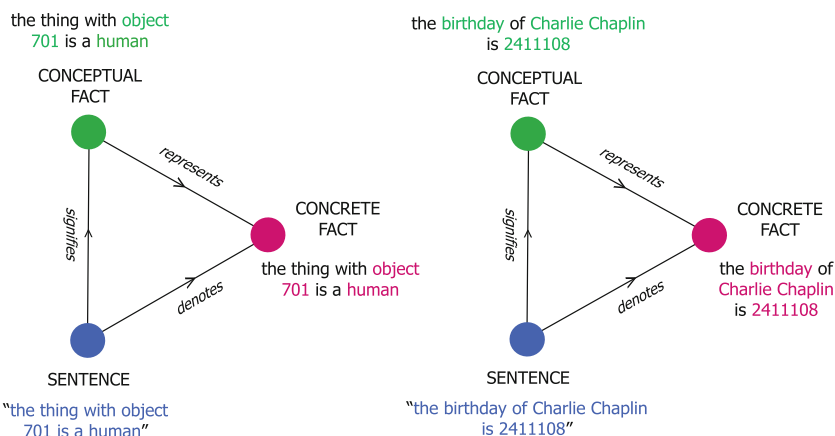 the thing with object
701 is a human
CONCEPTUAL
FACT
represents
signifies
CONCRETE
FACT
the thing with object
701 is a human
denotes
SENTENCE
“the thing with object
701 is a human”
the birthday of Charlie Chaplin
is 2411108
CONCEPTUAL
FACT
represents
signifies
CONCRETE
FACT
the birthday of
Charlie Chaplin
is 2411108
denotes
SENTENCE
“the birthday of Charlie Chaplin
is 2411108”